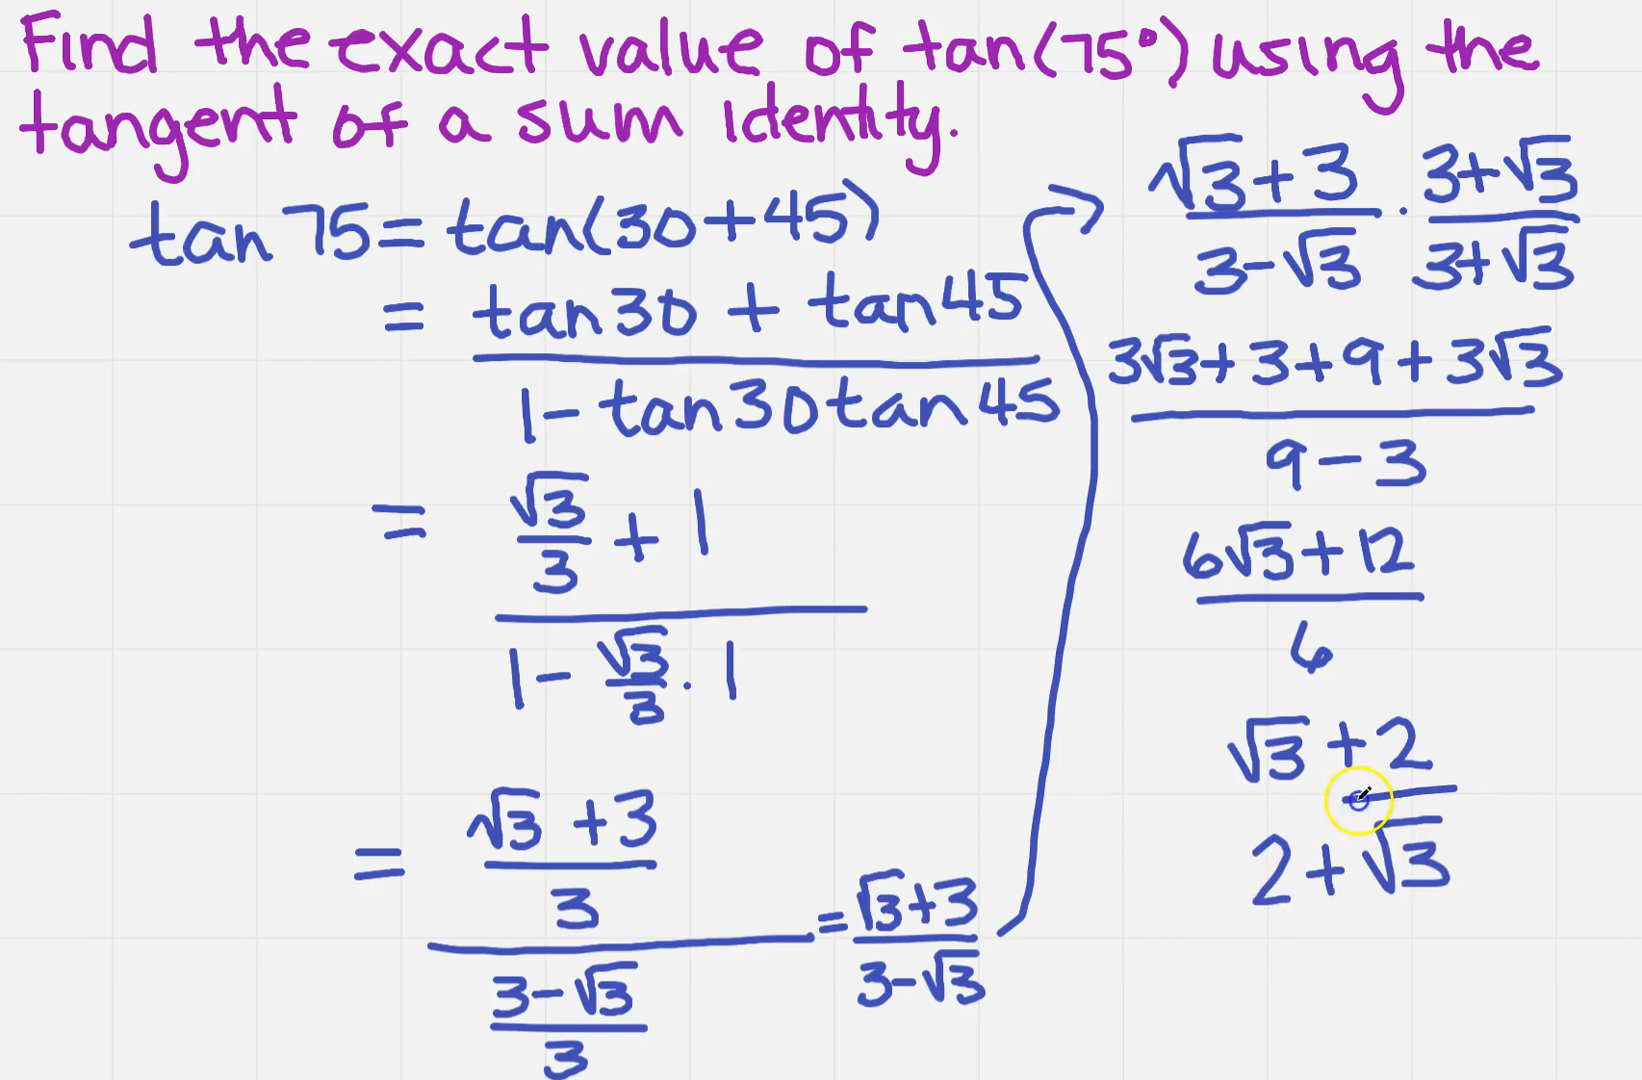 Find the exact value of tan(75°) using the
tangent of a sum identity.
tan 75 = tan(30+45)
= (tan30 + tan45)/(1 - tan30tan45)
= (√3/3 + 1)/(1 - √3/3 · 1)
= ((√3+3)/3)/((3-√3)/3) = (√3+3)/(3-√3)
(√3+3)/(3-√3) · (3+√3)/(3+√3)
(3√3+3+9+3√3)/(9-3)
(6√3+12)/6
√3+2
2+√3